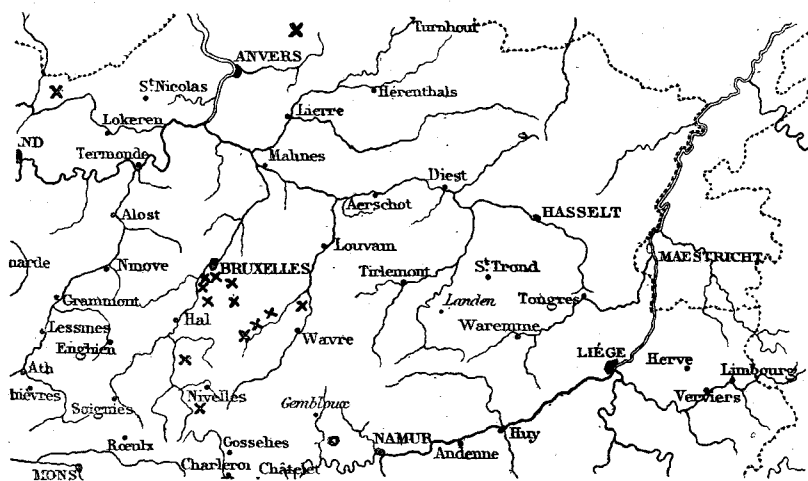 Turnhout
ANVERS
St Nicolas
Hérenthals
Lierre
Lokeren
ND
Termonde
Malines
Diest
Aerschot
HASSELT
Alost
Louvain
MAESTRICHT
BRUXELLES
St Trond
narde
Ninove
Tirlemont
Landen
Tongres
Grammont
Hal
Lessines
Enghien
Wavre
Waremme
LIÉGE
Herve
Limbourg
Ath
Verviers
hièvres
Nivelles
Soignies
Gembloux
Huy
Rœulx
Gosselies
NAMUR
Andenne
MONS
Charleroi
Châtelet